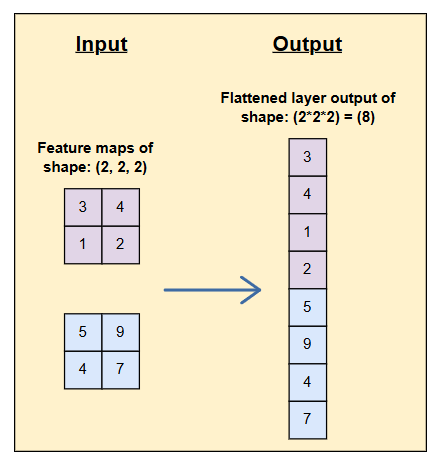 Input
Output
Flattened layer output of
shape: (2*2*2) = (8)
Feature maps of
shape: (2, 2, 2)
3 4
1 2
5 9
4 7
3
4
1
2
5
9
4
7